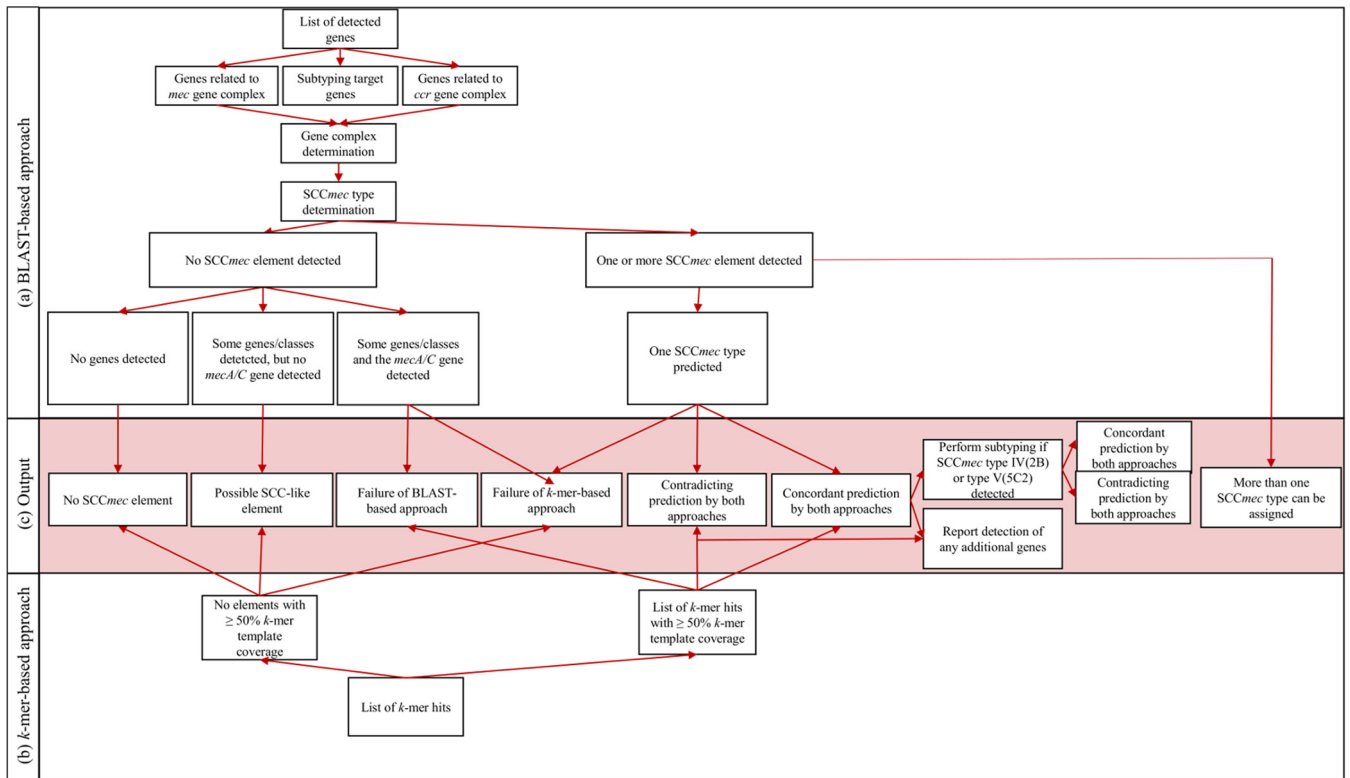 (a) BLAST-based approach
List of detected
genes
Genes related to
mec gene complex
Subtyping target
genes
Genes related to
ccr gene complex
Gene complex
determination
SCCmec type
determination
No SCCmec element detected
One or more SCCmec element detected
No genes detected
Some genes/classes
detetcted, but no
mecA/C gene detected
Some genes/classes
and the mecA/C gene
detected
One SCCmec type
predicted
(c) Output
No SCCmec element
Possible SCC-like
element
Failure of BLAST-
based approach
Failure of k-mer-based
approach
Contradicting
prediction by both
approaches
Concordant prediction
by both approaches
Perform subtyping if
SCCmec type IV(2B)
or type V(5C2)
detected
Report detection of
any additional genes
Concordant
prediction by
both approaches
Contradicting
prediction by
both approaches
More than one
SCCmec type can be
assigned
(b) k-mer-based approach
No elements with
≥ 50% k-mer
template
coverage
List of k-mer hits
with ≥ 50% k-mer
template coverage
List of k-mer hits